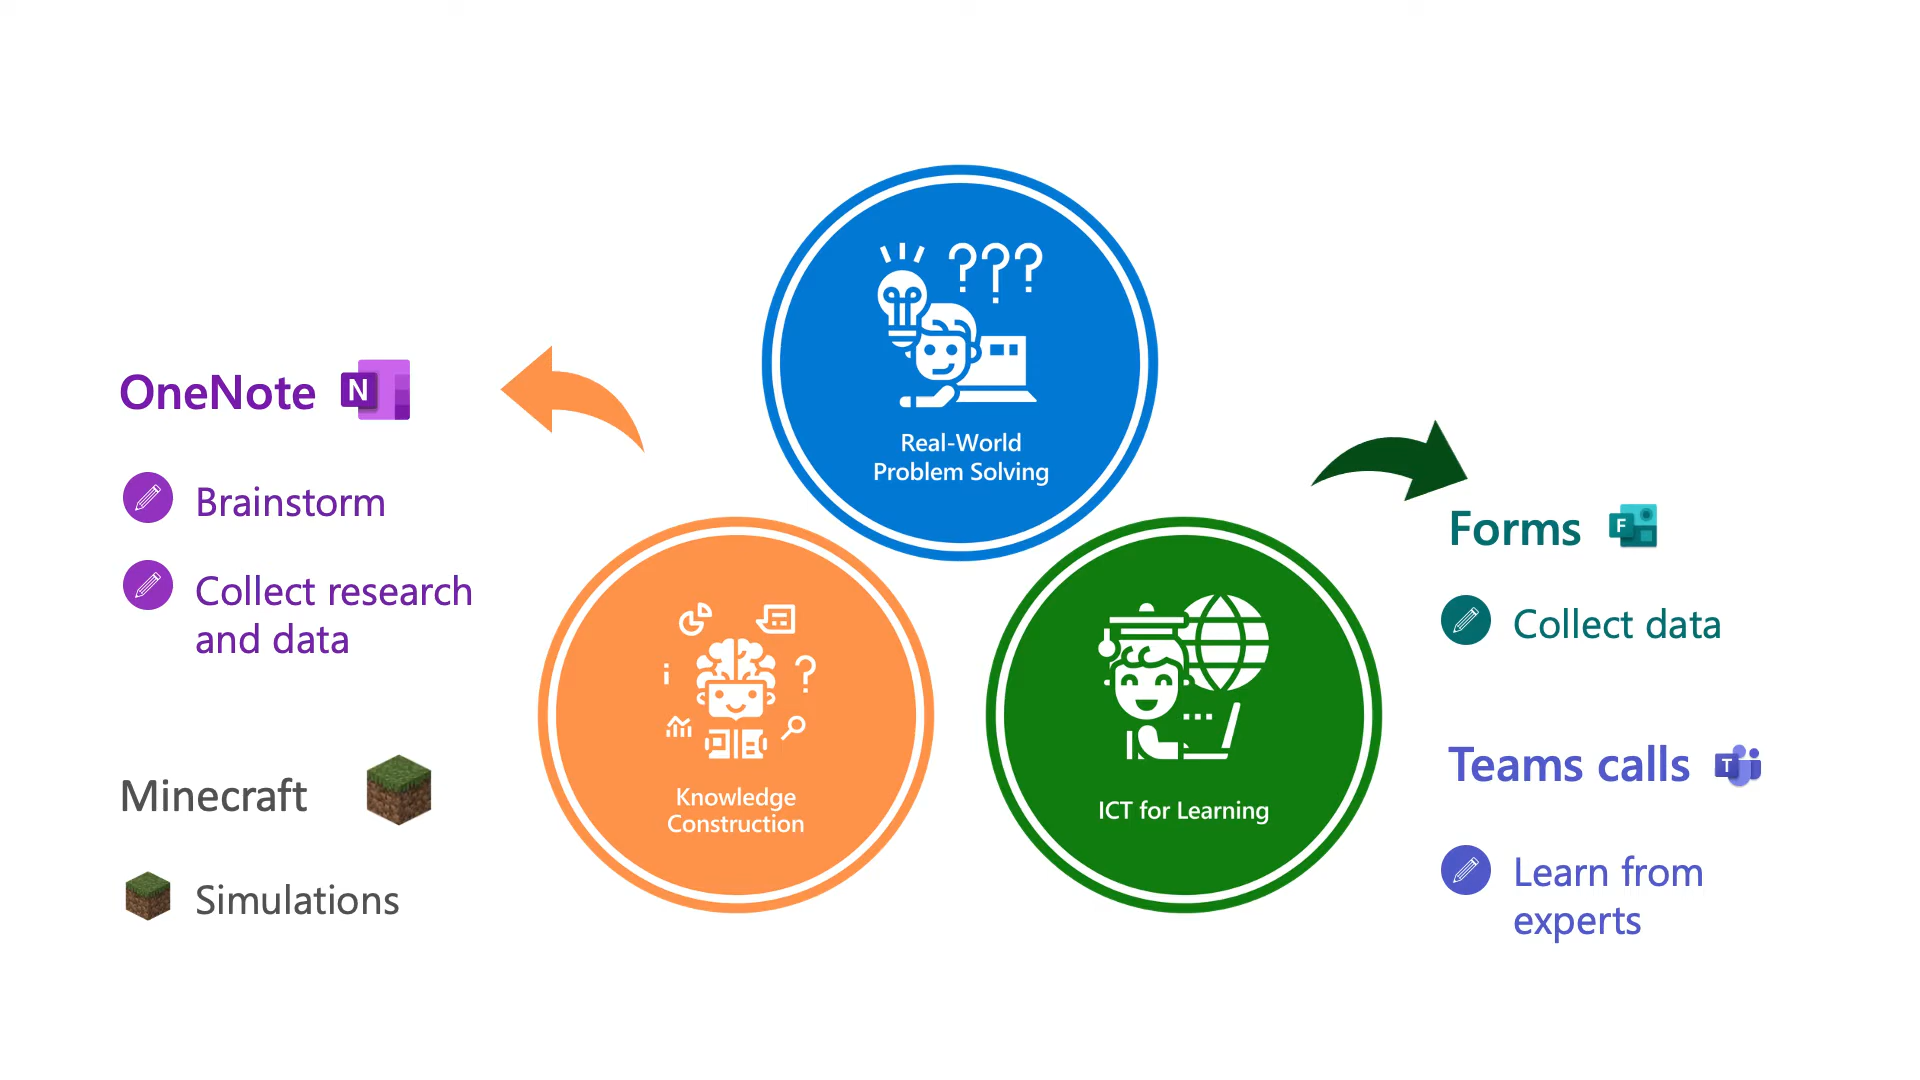 OneNote
N
Brainstorm
Collect research
and data
Minecraft
Simulations
???
Real-World
Problem Solving
i
?
Knowledge
Construction
ICT for Learning
Forms
F
Collect data
Teams calls
T
Learn from
experts